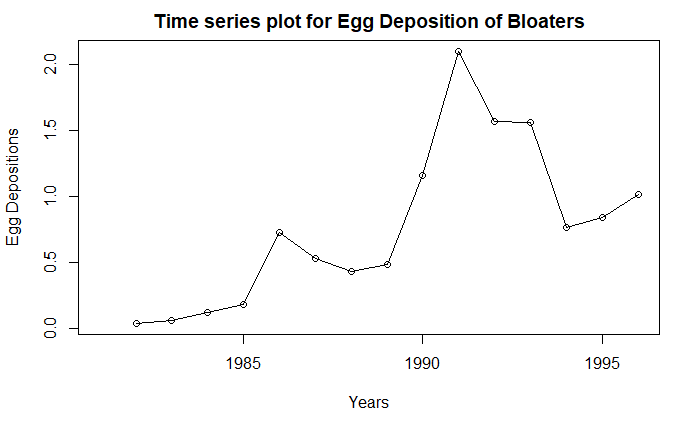 Time series plot for Egg Deposition of Bloaters
Egg Depositions
2.0
1.5
1.0
0.5
0.0
1985 1990 1995
Years